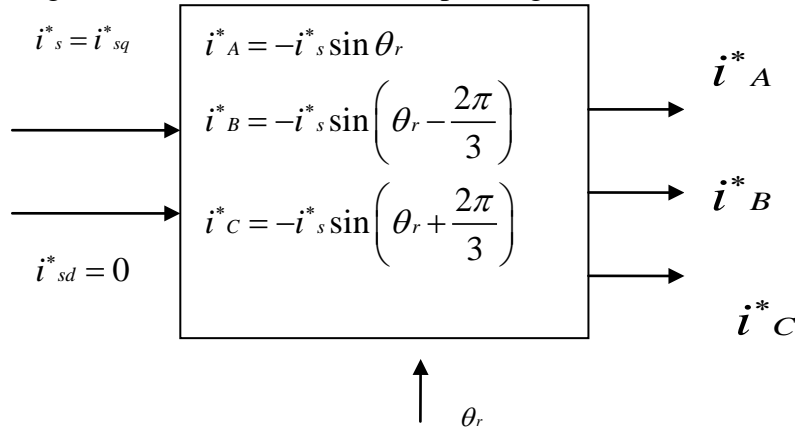 i*s = i*sq
i*A = −i*s sin θr
i*A
i*B = −i*s sin(θr − 2π/3)
i*B
i*C = −i*s sin(θr + 2π/3)
i*sd = 0
i*C
θr